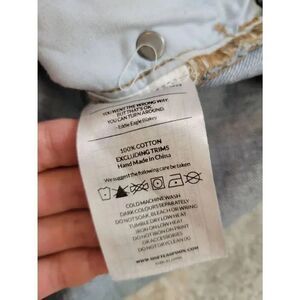 YOU WENT THE WRONG WAY.
BUT THAT'S OK.
YOU CAN TURN AROUND.
- Eddie Eagle Blakey
100% COTTON
EXCLUDING TRIMS
Hand Made in China
We suggest the following care be taken
COLD MACHINE WASH
DARK COLOURS SEPARATELY
DO NOT SOAK, BLEACH OR WRING
TUMBLE DRY LOW HEAT
IRON ON LOW HEAT
DO NOT IRON ON PRINT
OR ACCESSORIES
DO NOT DRY CLEAN (X)